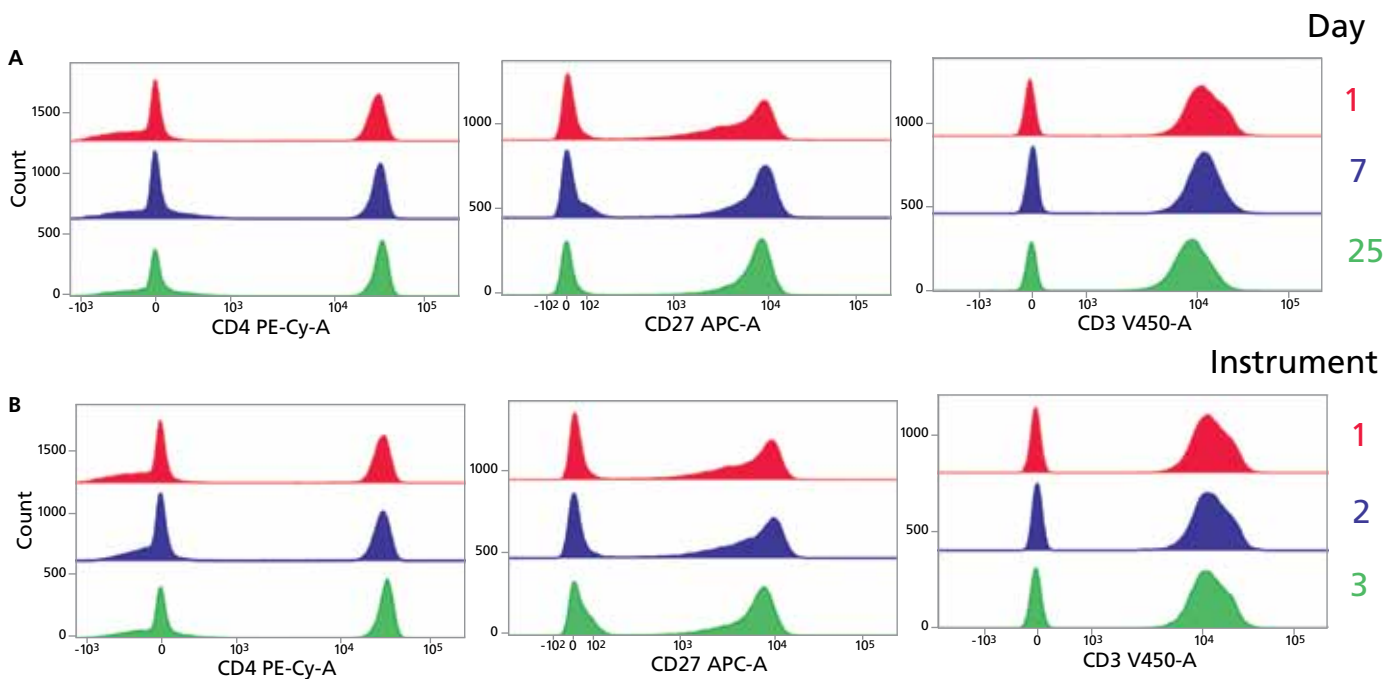 Day
A
Count
1500
1000
500
0
-10³ 0 10³ 10⁴ 10⁵
CD4 PE-Cy-A
1000
500
0
-10² 0 10² 10³ 10⁴ 10⁵
CD27 APC-A
1000
500
0
-10³ 0 10³ 10⁴ 10⁵
CD3 V450-A
1
7
25
Instrument
B
Count
1500
1000
500
0
-10³ 0 10³ 10⁴ 10⁵
CD4 PE-Cy-A
1000
500
0
-10² 0 10² 10³ 10⁴ 10⁵
CD27 APC-A
1000
500
0
-10³ 0 10³ 10⁴ 10⁵
CD3 V450-A
1
2
3